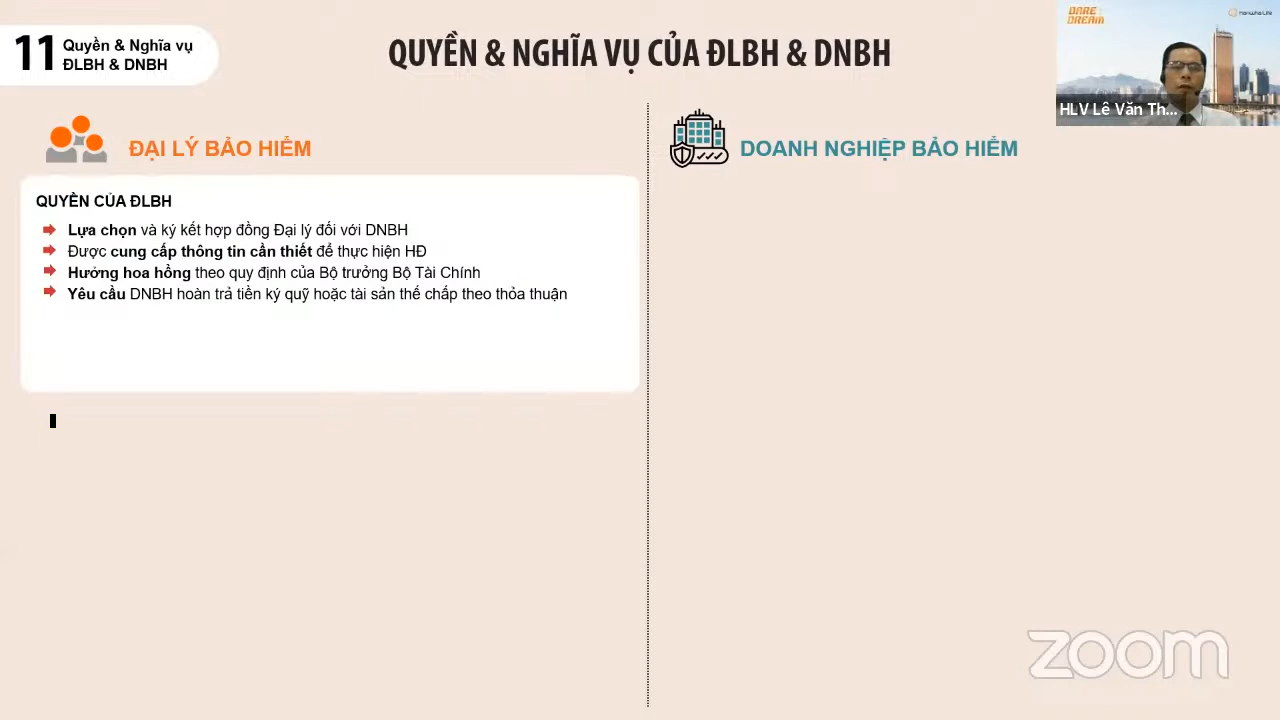 11
Quyền & Nghĩa vụ
ĐLBH & DNBH
QUYỀN & NGHĨA VỤ CỦA ĐLBH & DNBH
DARE
DREAM
Hanwha Life
HLV Lê Văn Th...
ĐẠI LÝ BẢO HIỂM
DOANH NGHIỆP BẢO HIỂM
QUYỀN CỦA ĐLBH
Lựa chọn và ký kết hợp đồng Đại lý đối với DNBH
Được cung cấp thông tin cần thiết để thực hiện HĐ
Hưởng hoa hồng theo quy định của Bộ trưởng Bộ Tài Chính
Yêu cầu DNBH hoàn trả tiền ký quỹ hoặc tài sản thế chấp theo thỏa thuận
zoom